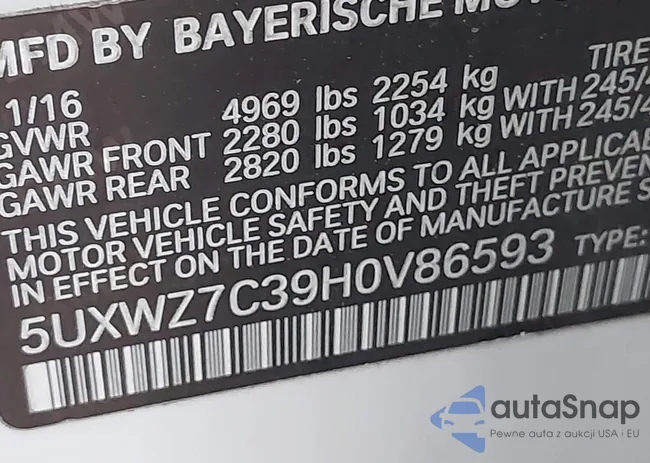 MFD BY BAYERISCHE MOTO
1/16
GVWR 4969 lbs 2254 kg TIRE
GAWR FRONT 2280 lbs 1034 kg WITH 245/4
GAWR REAR 2820 lbs 1279 kg WITH 245/4
THIS VEHICLE CONFORMS TO ALL APPLICAB
MOTOR VEHICLE SAFETY AND THEFT PREVEN
IN EFFECT ON THE DATE OF MANUFACTURE S
5UXWZ7C39H0V86593 TYPE:
autaSnap
Pewne auta z aukcji USA i EU